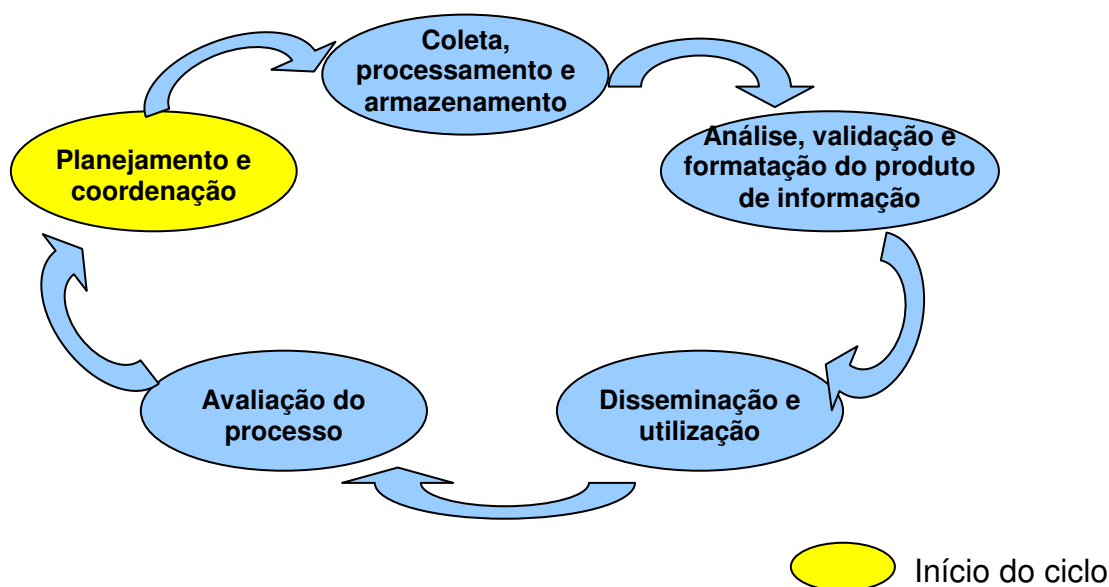 Coleta,
processamento e
armazenamento
Análise, validação e
formatação do produto
de informação
Planejamento e
coordenação
Avaliação do
processo
Disseminação e
utilização
Início do ciclo